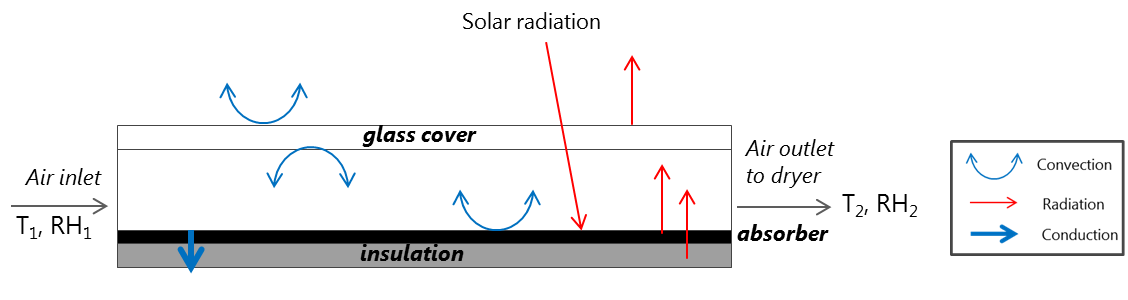 Solar radiation
glass cover
Air inlet
T₁, RH₁
Air outlet
to dryer
T₂, RH₂
absorber
insulation
Convection
Radiation
Conduction